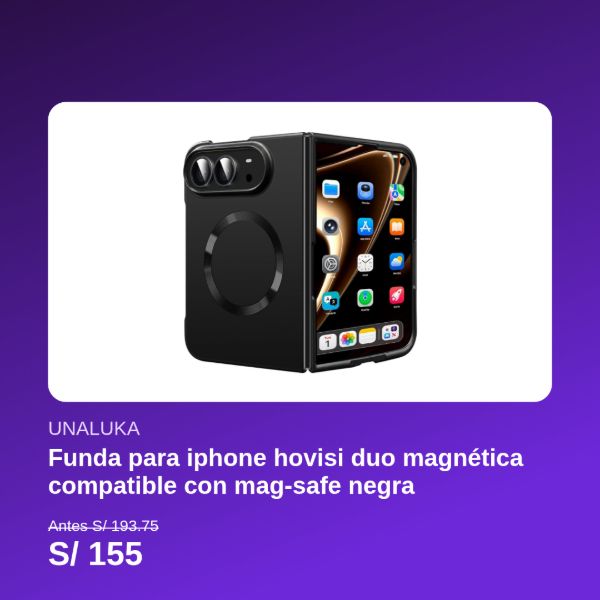 UNALUKA
Funda para iphone hovisi duo magnética
compatible con mag-safe negra
Antes S/ 193.75
S/ 155